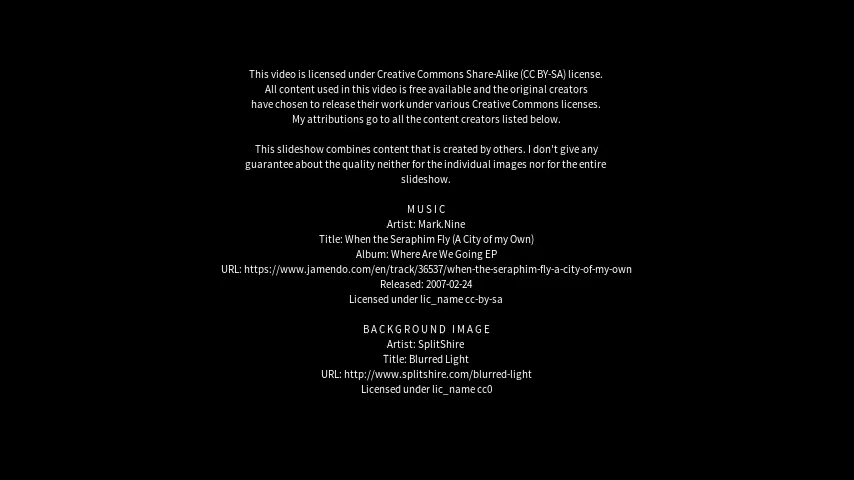 This video is licensed under Creative Commons Share-Alike (CC BY-SA) license.
All content used in this video is free available and the original creators
have chosen to release their work under various Creative Commons licenses.
My attributions go to all the content creators listed below.
This slideshow combines content that is created by others. I don't give any
guarantee about the quality neither for the individual images nor for the entire
slideshow.
MUSIC
Artist: Mark.Nine
Title: When the Seraphim Fly (A City of my Own)
Album: Where Are We Going EP
URL: https://www.jamendo.com/en/track/36537/when-the-seraphim-fly-a-city-of-my-own
Released: 2007-02-24
Licensed under lic_name cc-by-sa
BACKGROUND IMAGE
Artist: SplitShire
Title: Blurred Light
URL: http://www.splitshire.com/blurred-light
Licensed under lic_name cc0